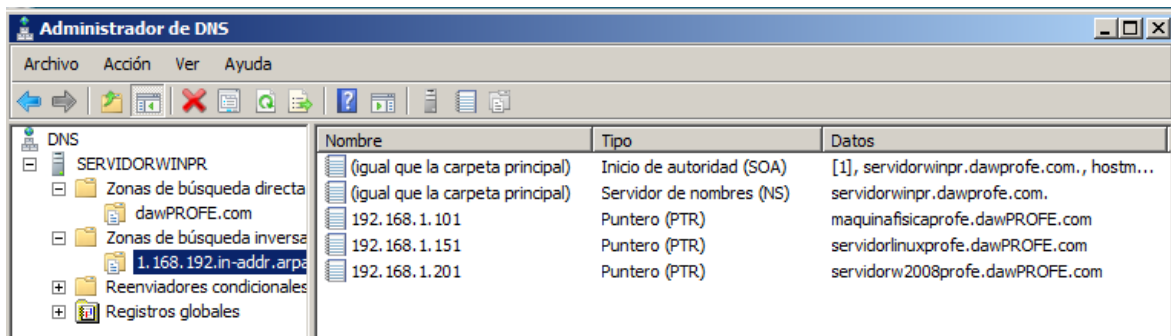 Administrador de DNS
Archivo Acción Ver Ayuda
DNS
SERVIDORWINPR
Zonas de búsqueda directa
dawPROFE.com
Zonas de búsqueda inversa
1.168.192.in-addr.arpa
Reenviadores condicionales
Registros globales
Nombre Tipo Datos
(igual que la carpeta principal) Inicio de autoridad (SOA) [1], servidorwinpr.dawprofe.com., hostm...
(igual que la carpeta principal) Servidor de nombres (NS) servidorwinpr.dawprofe.com.
192.168.1.101 Puntero (PTR) maquinafisicaprofe.dawPROFE.com
192.168.1.151 Puntero (PTR) servidorlinuxprofe.dawPROFE.com
192.168.1.201 Puntero (PTR) servidorw2008profe.dawPROFE.com